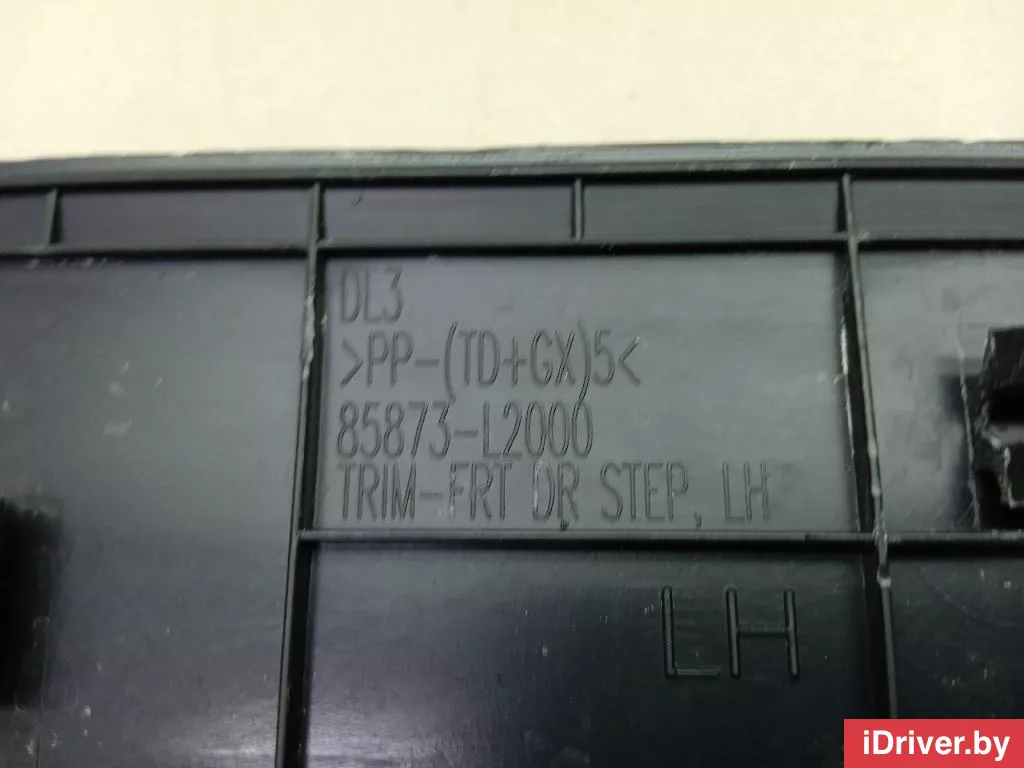 DL3
>PP-(TD+GX)5<
85873-L2000
TRIM-FRT DR STEP, LH
LH
iDriver.by